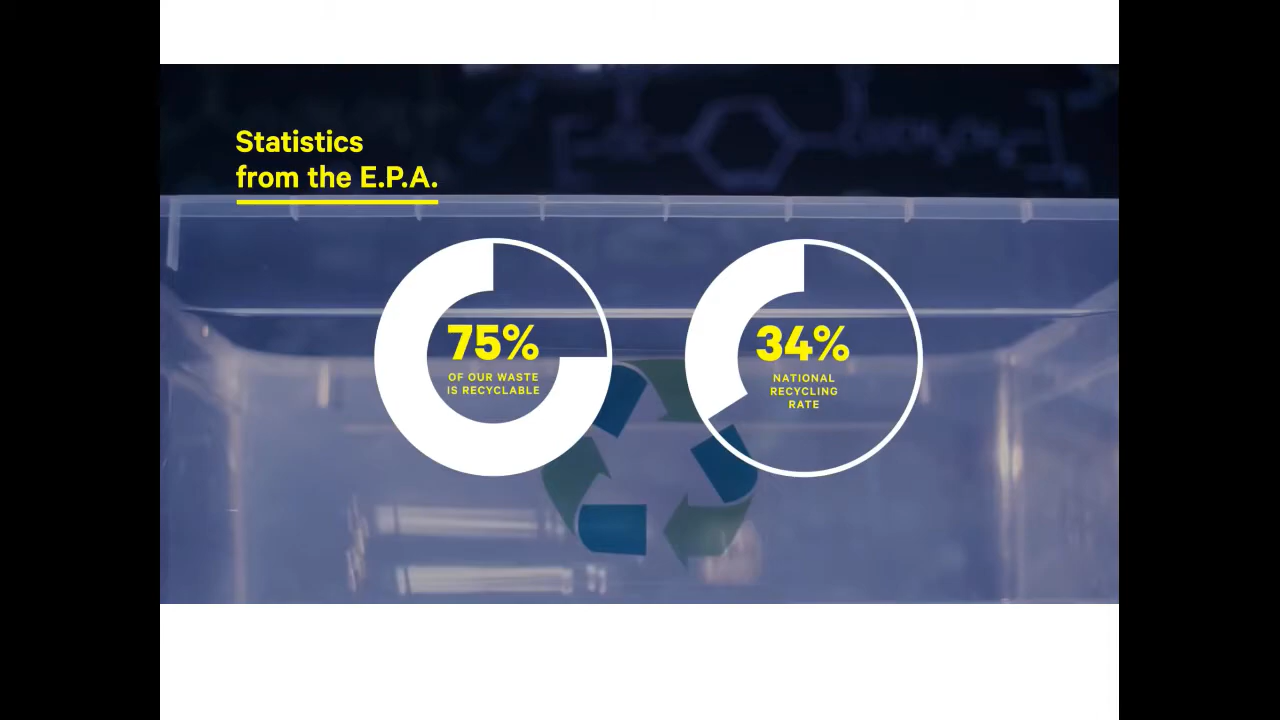 Statistics
from the E.P.A.
75%
OF OUR WASTE
IS RECYCLABLE
34%
NATIONAL
RECYCLING
RATE